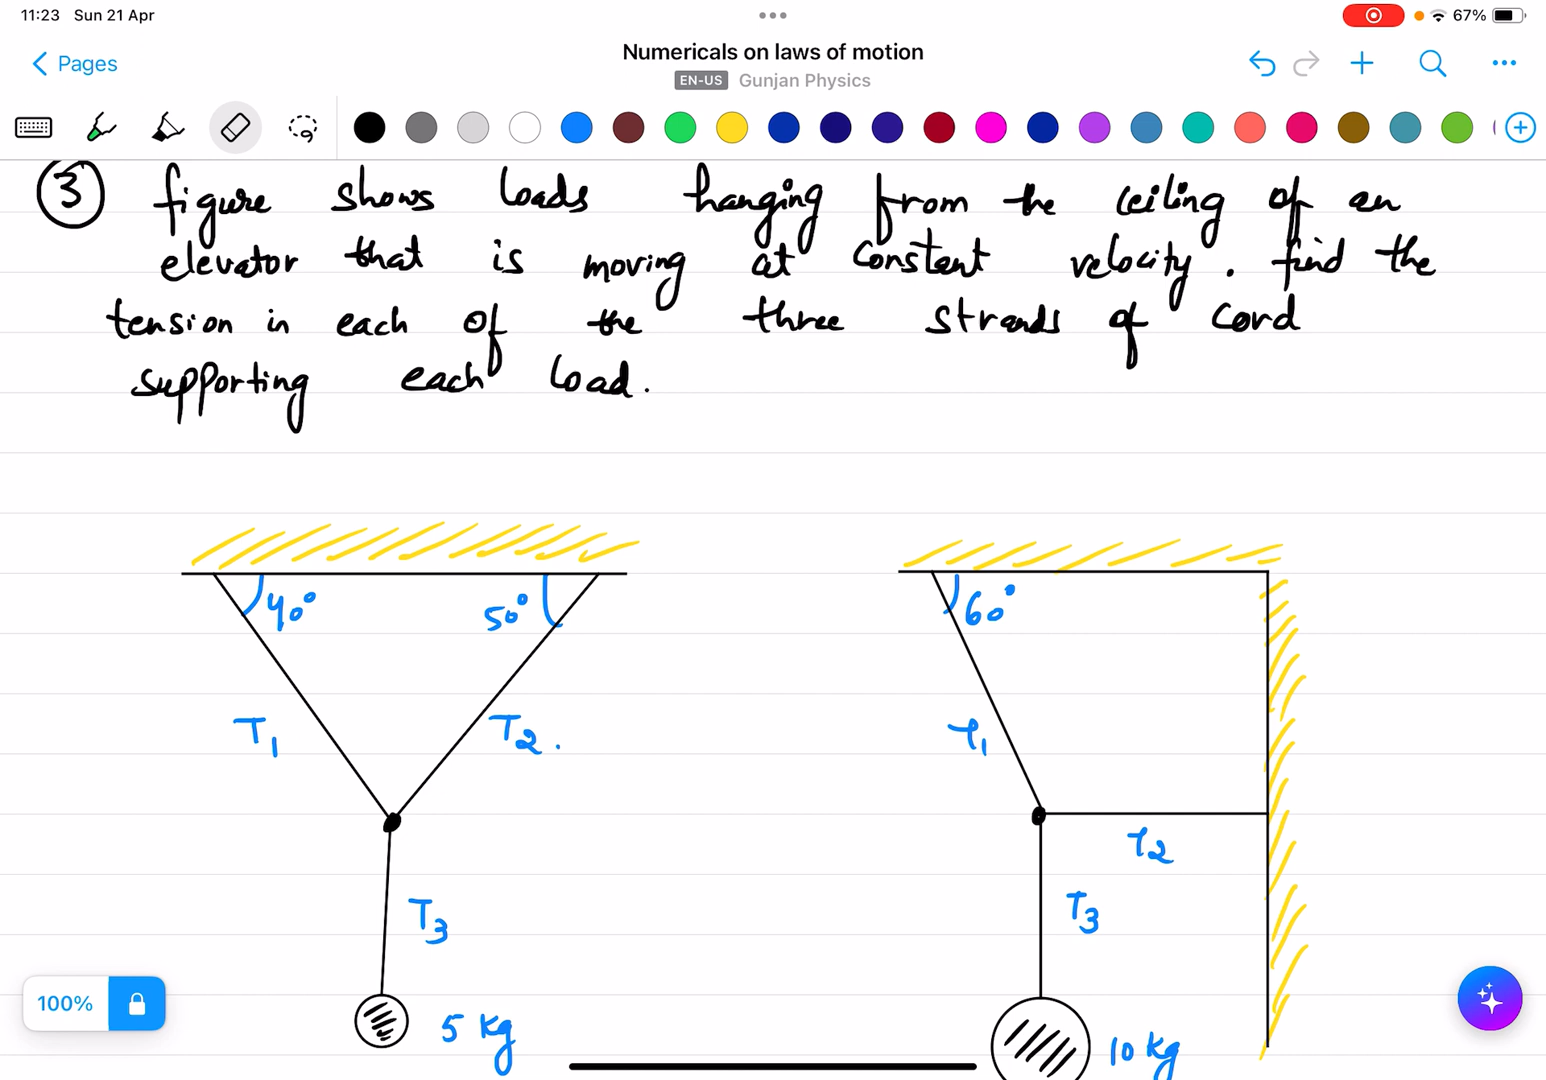 11:23 Sun 21 Apr
67%
Pages
Numericals on laws of motion
EN-US Gunjan Physics
3 figure shows loads hanging from the ceiling of an
elevator that is moving at constant velocity. find the
tension in each of the three strands of cord
supporting each load.
40° 50°
60°
T1 T2.
T1
T2
T3
T3
100%
5 kg
10 kg